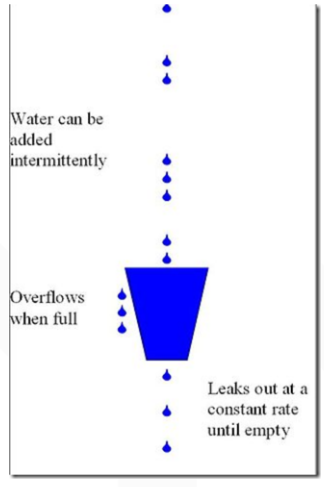 Water can be
added
intermittently
Overflows
when full
Leaks out at a
constant rate
until empty